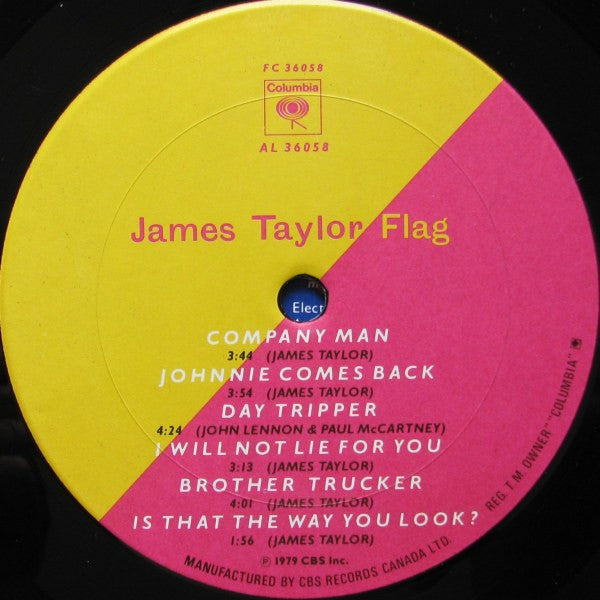 FC 36058
Columbia
AL 36058
James Taylor Flag
Elect
COMPANY MAN
3:44 (JAMES TAYLOR)
JOHNNIE COMES BACK
3:54 (JAMES TAYLOR)
DAY TRIPPER
4:24 (JOHN LENNON & PAUL McCARTNEY)
I WILL NOT LIE FOR YOU
3:13 (JAMES TAYLOR)
BROTHER TRUCKER
4:01 (JAMES TAYLOR)
IS THAT THE WAY YOU LOOK?
1:56 (JAMES TAYLOR)
℗ 1979 CBS Inc.
MANUFACTURED BY CBS RECORDS CANADA LTD.
REG. T.M. OWNER" "COLUMBIA"